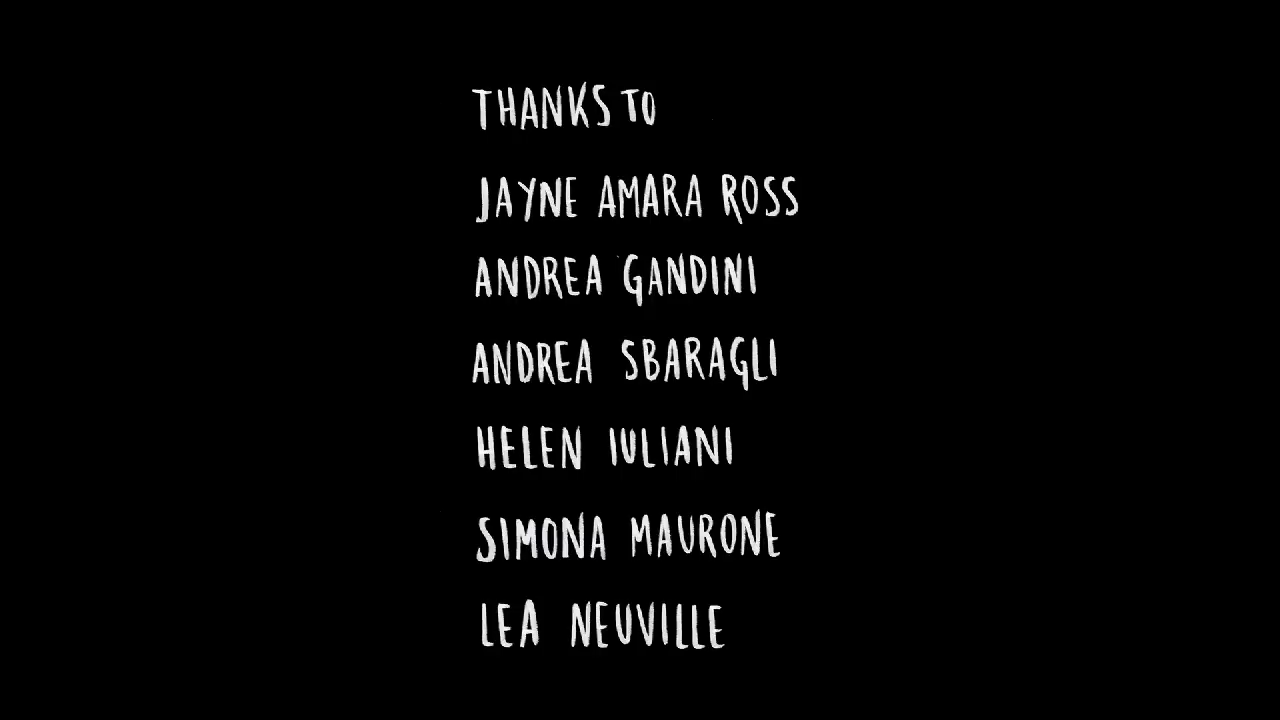 THANKS TO
JAYNE AMARA ROSS
ANDREA GANDINI
ANDREA SBARAGLI
HELEN IULIANI
SIMONA MAURONE
LEA NEUVILLE